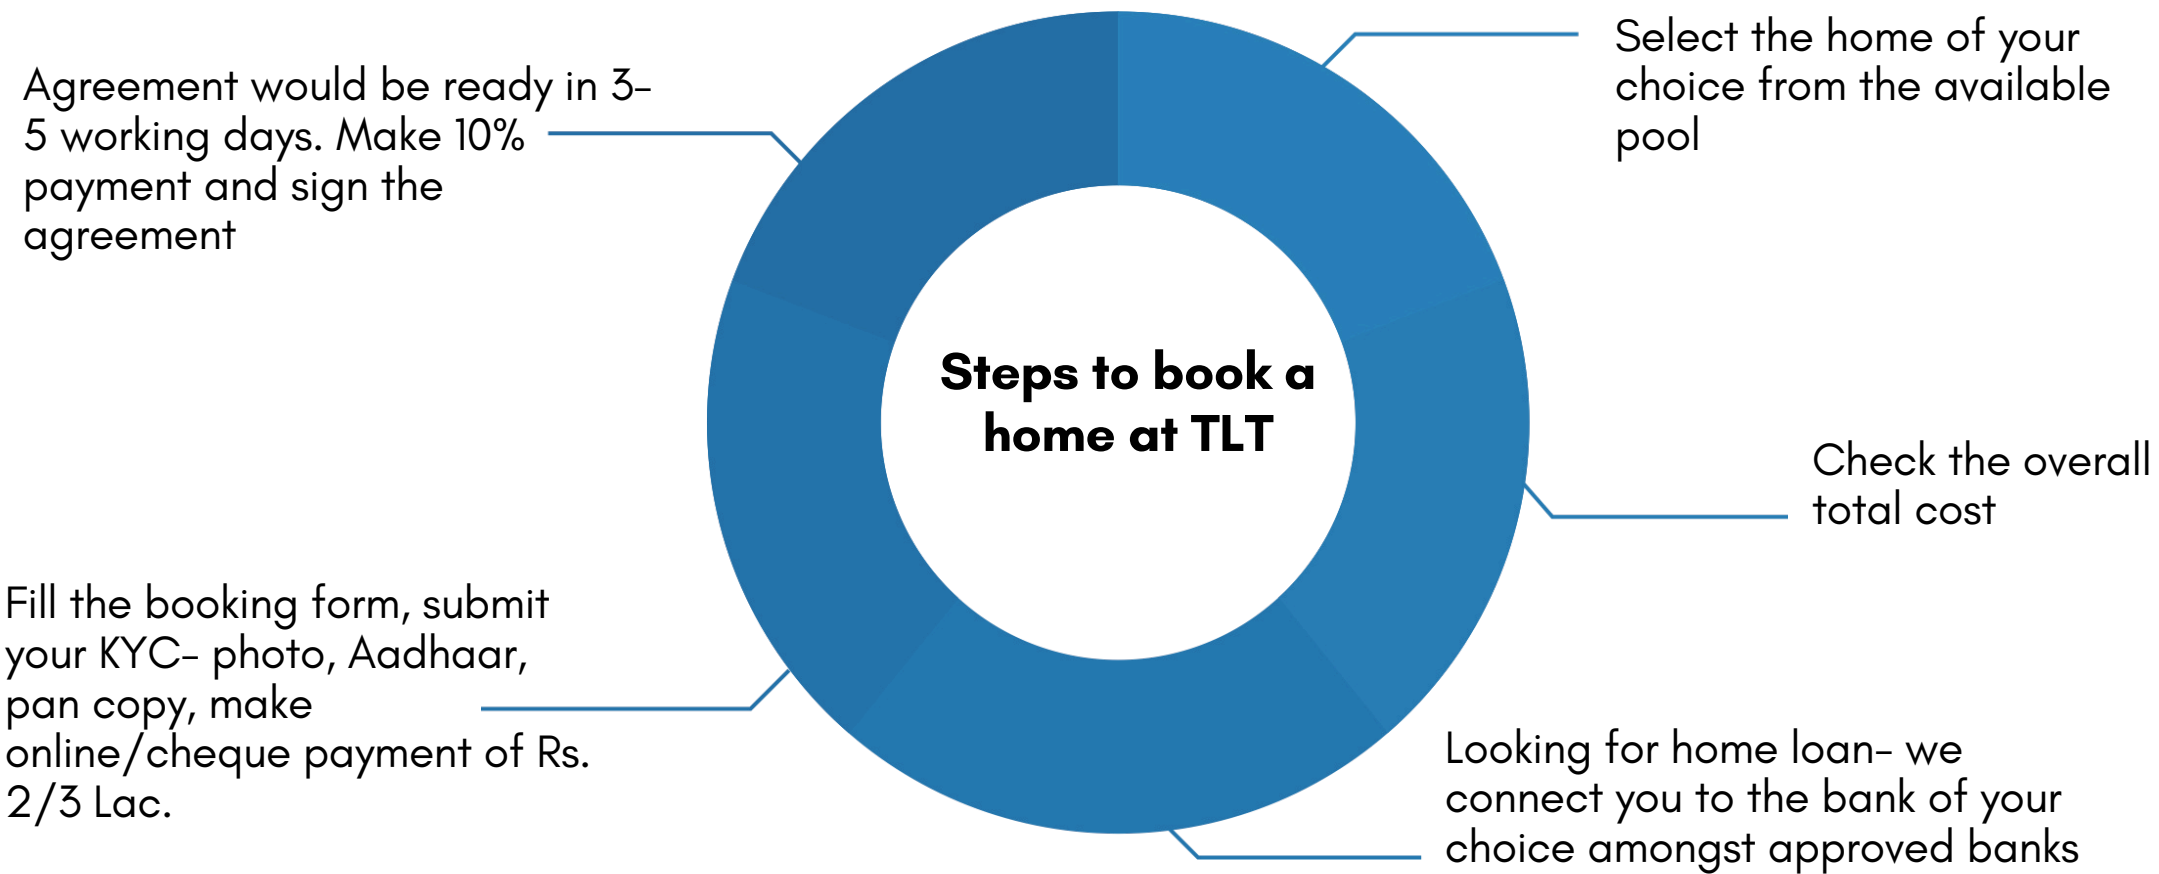 Steps to book a
home at TLT
Select the home of your
choice from the available
pool
Check the overall
total cost
Looking for home loan- we
connect you to the bank of your
choice amongst approved banks
Fill the booking form, submit
your KYC- photo, Aadhaar,
pan copy, make
online/cheque payment of Rs.
2/3 Lac.
Agreement would be ready in 3-
5 working days. Make 10%
payment and sign the
agreement